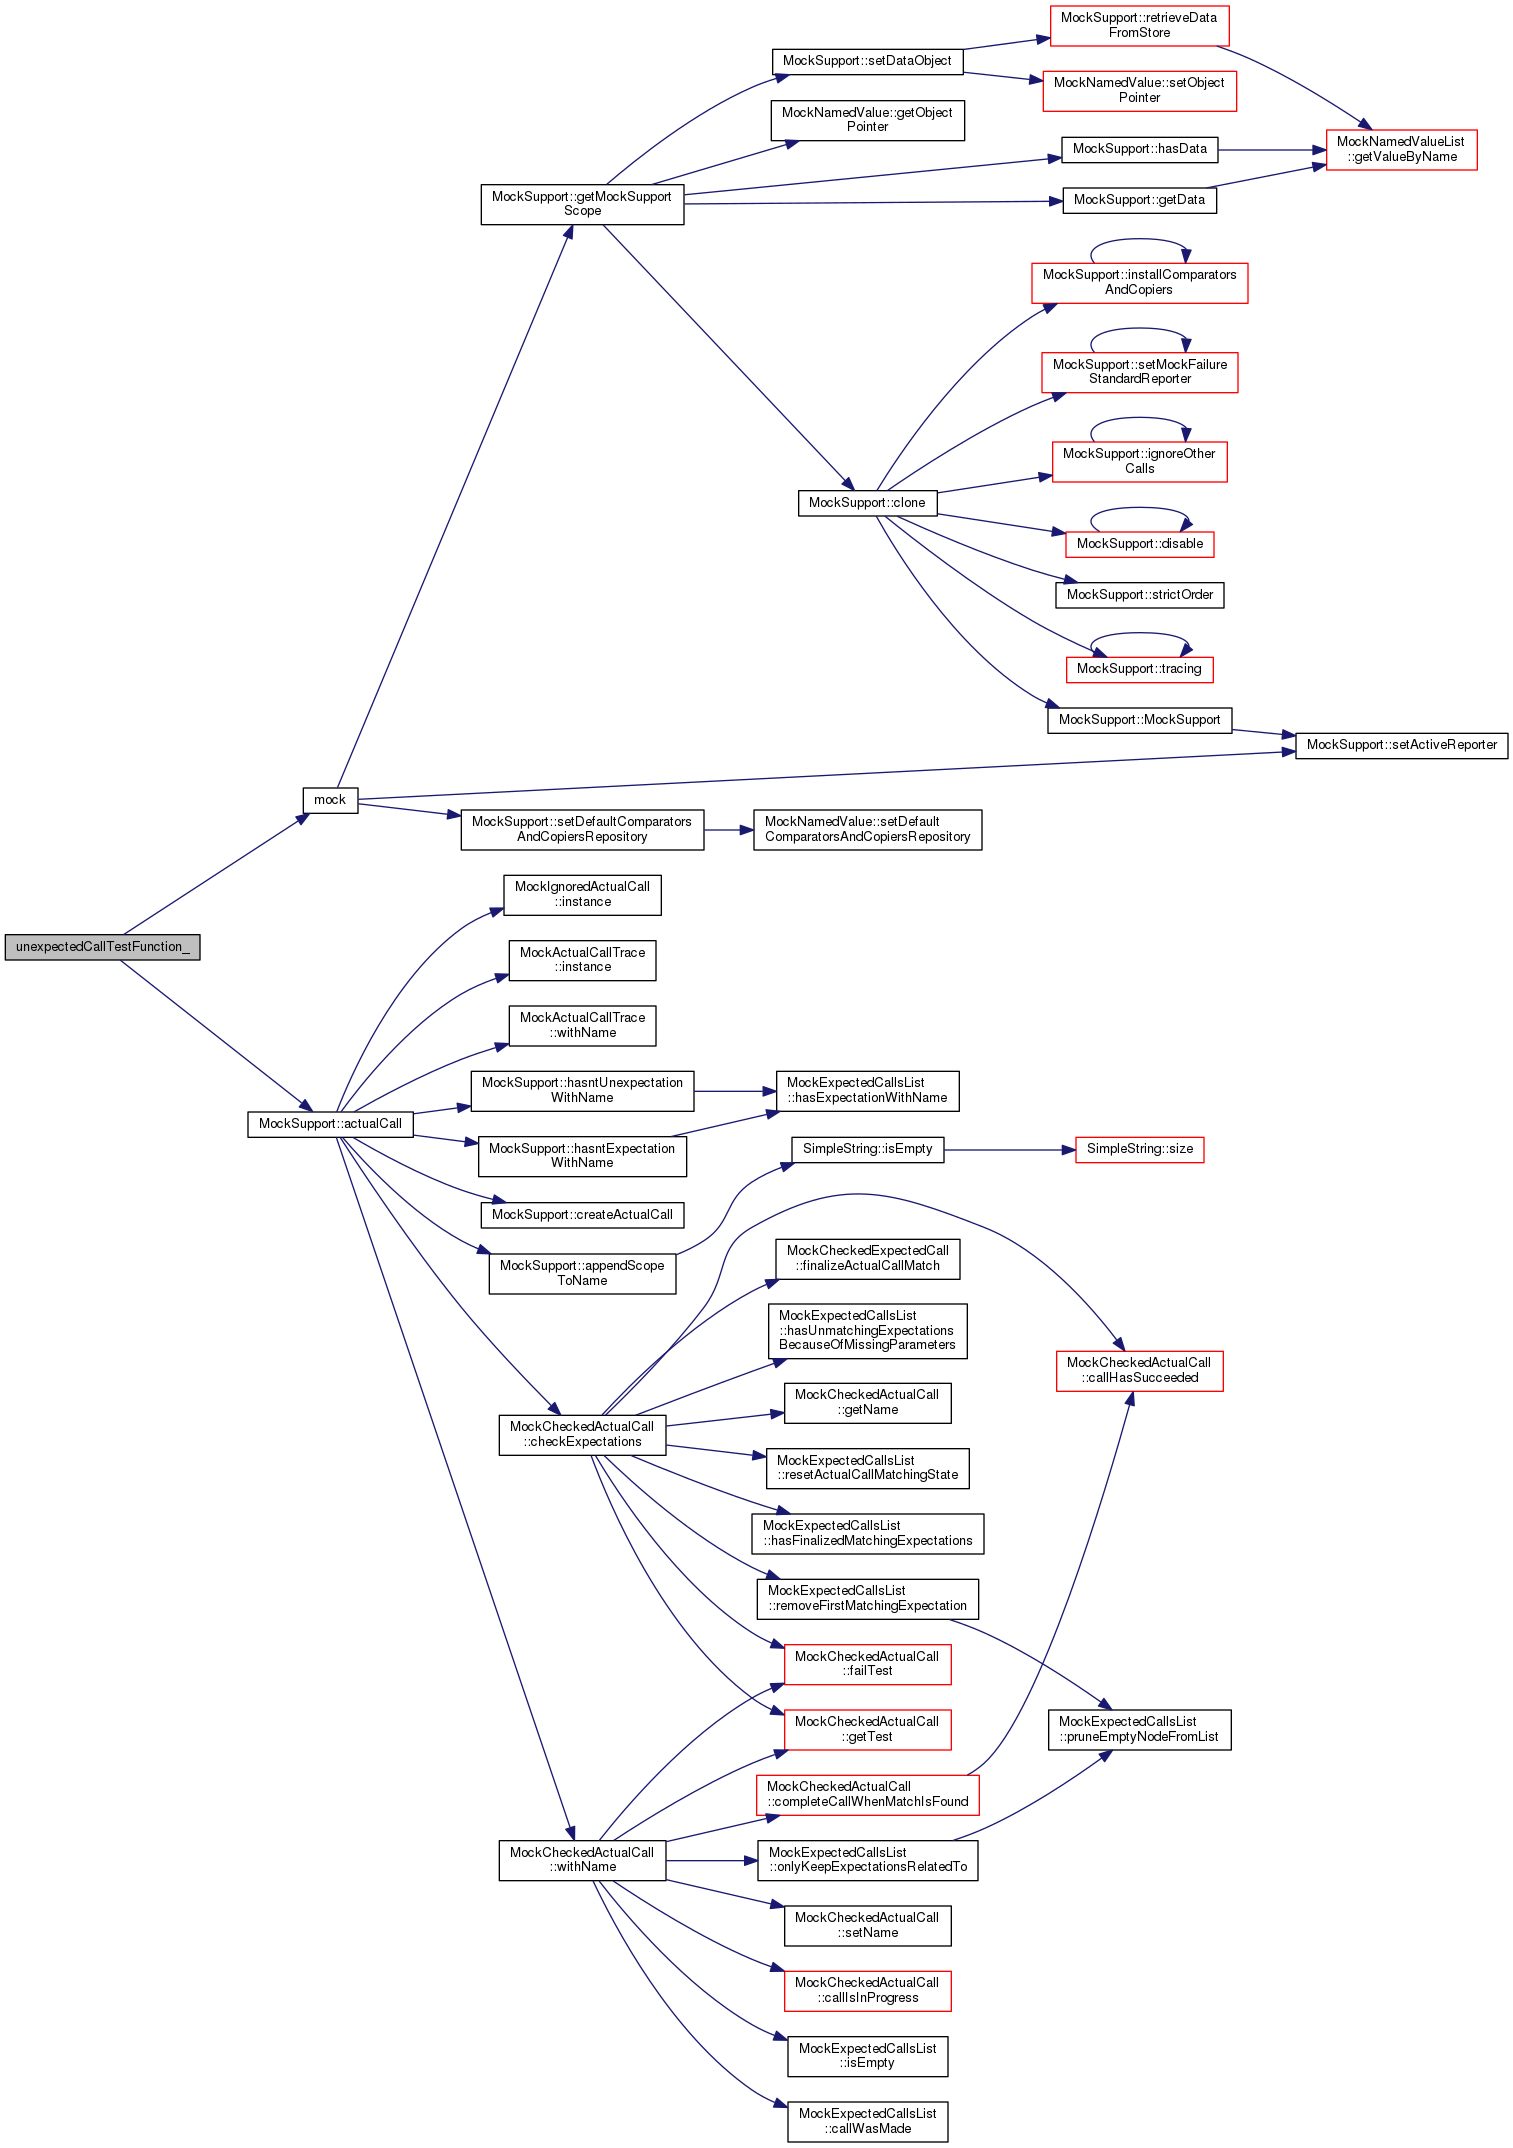 MockSupport::retrieveData
FromStore
MockSupport::setDataObject
MockNamedValue::setObject
Pointer
MockNamedValue::getObject
Pointer
MockNamedValueList
::getValueByName
MockSupport::hasData
MockSupport::getMockSupport
Scope
MockSupport::getData
MockSupport::installComparators
AndCopiers
MockSupport::setMockFailure
StandardReporter
MockSupport::ignoreOther
Calls
MockSupport::clone
MockSupport::disable
MockSupport::strictOrder
MockSupport::tracing
MockSupport::MockSupport
MockSupport::setActiveReporter
mock
MockSupport::setDefaultComparators
AndCopiersRepository
MockNamedValue::setDefault
ComparatorsAndCopiersRepository
MockIgnoredActualCall
::instance
unexpectedCallTestFunction_
MockActualCallTrace
::instance
MockActualCallTrace
::withName
MockSupport::hasntUnexpectation
WithName
MockExpectedCallsList
::hasExpectationWithName
MockSupport::actualCall
MockSupport::hasntExpectation
WithName
SimpleString::isEmpty
SimpleString::size
MockSupport::createActualCall
MockSupport::appendScope
ToName
MockCheckedExpectedCall
::finalizeActualCallMatch
MockExpectedCallsList
::hasUnmatchingExpectations
BecauseOfMissingParameters
MockCheckedActualCall
::callHasSucceeded
MockCheckedActualCall
::getName
MockCheckedActualCall
::checkExpectations
MockExpectedCallsList
::resetActualCallMatchingState
MockExpectedCallsList
::hasFinalizedMatchingExpectations
MockExpectedCallsList
::removeFirstMatchingExpectation
MockCheckedActualCall
::failTest
MockCheckedActualCall
::getTest
MockExpectedCallsList
::pruneEmptyNodeFromList
MockCheckedActualCall
::completeCallWhenMatchIsFound
MockCheckedActualCall
::withName
MockExpectedCallsList
::onlyKeepExpectationsRelatedTo
MockCheckedActualCall
::setName
MockCheckedActualCall
::callIsInProgress
MockExpectedCallsList
::isEmpty
MockExpectedCallsList
::callWasMade